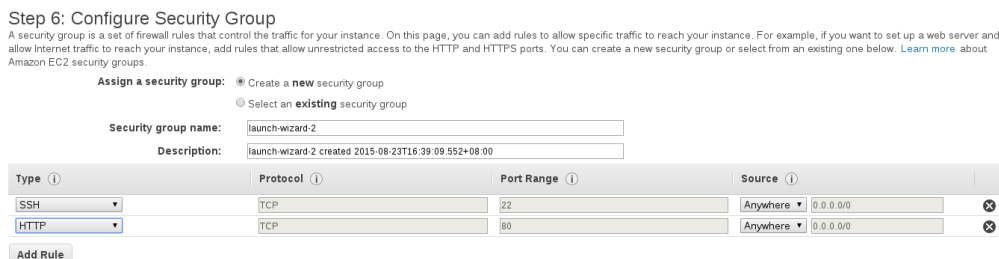 Step 6: Configure Security Group
A security group is a set of firewall rules that control the traffic for your instance. On this page, you can add rules to allow specific traffic to reach your instance. For example, if you want to set up a web server and
allow Internet traffic to reach your instance, add rules that allow unrestricted access to the HTTP and HTTPS ports. You can create a new security group or select from an existing one below. Learn more about
Amazon EC2 security groups.
Assign a security group: Create a new security group
Select an existing security group
Security group name: launch-wizard-2
Description: launch-wizard-2 created 2015-08-23T16:39:09.552+08:00
Type Protocol Port Range Source
SSH TCP 22 Anywhere 0.0.0.0/0
HTTP TCP 80 Anywhere 0.0.0.0/0
Add Rule